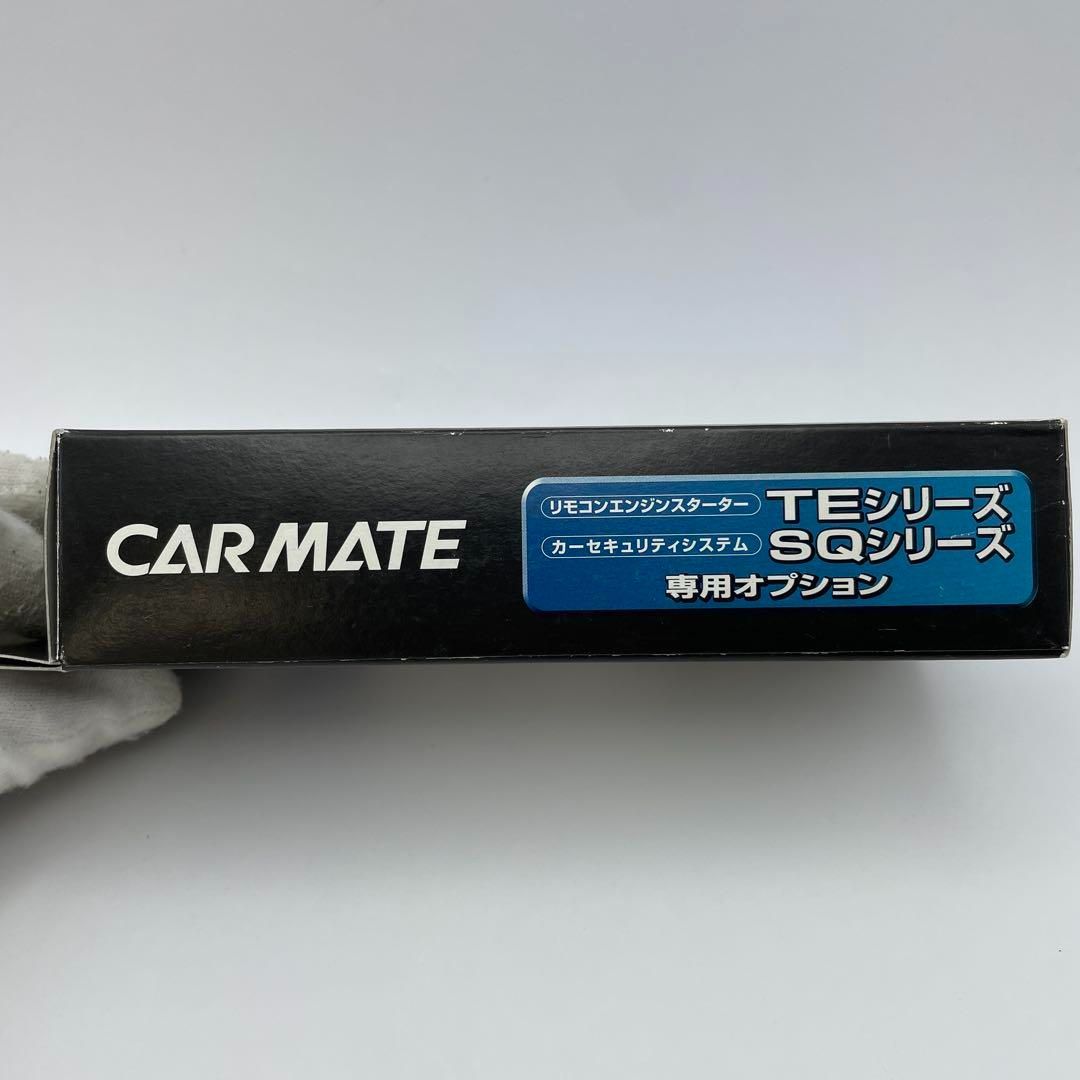 CARMATE
リモコンエンジンスターター TEシリーズ
カーセキュリティシステム SQシリーズ
専用オプション